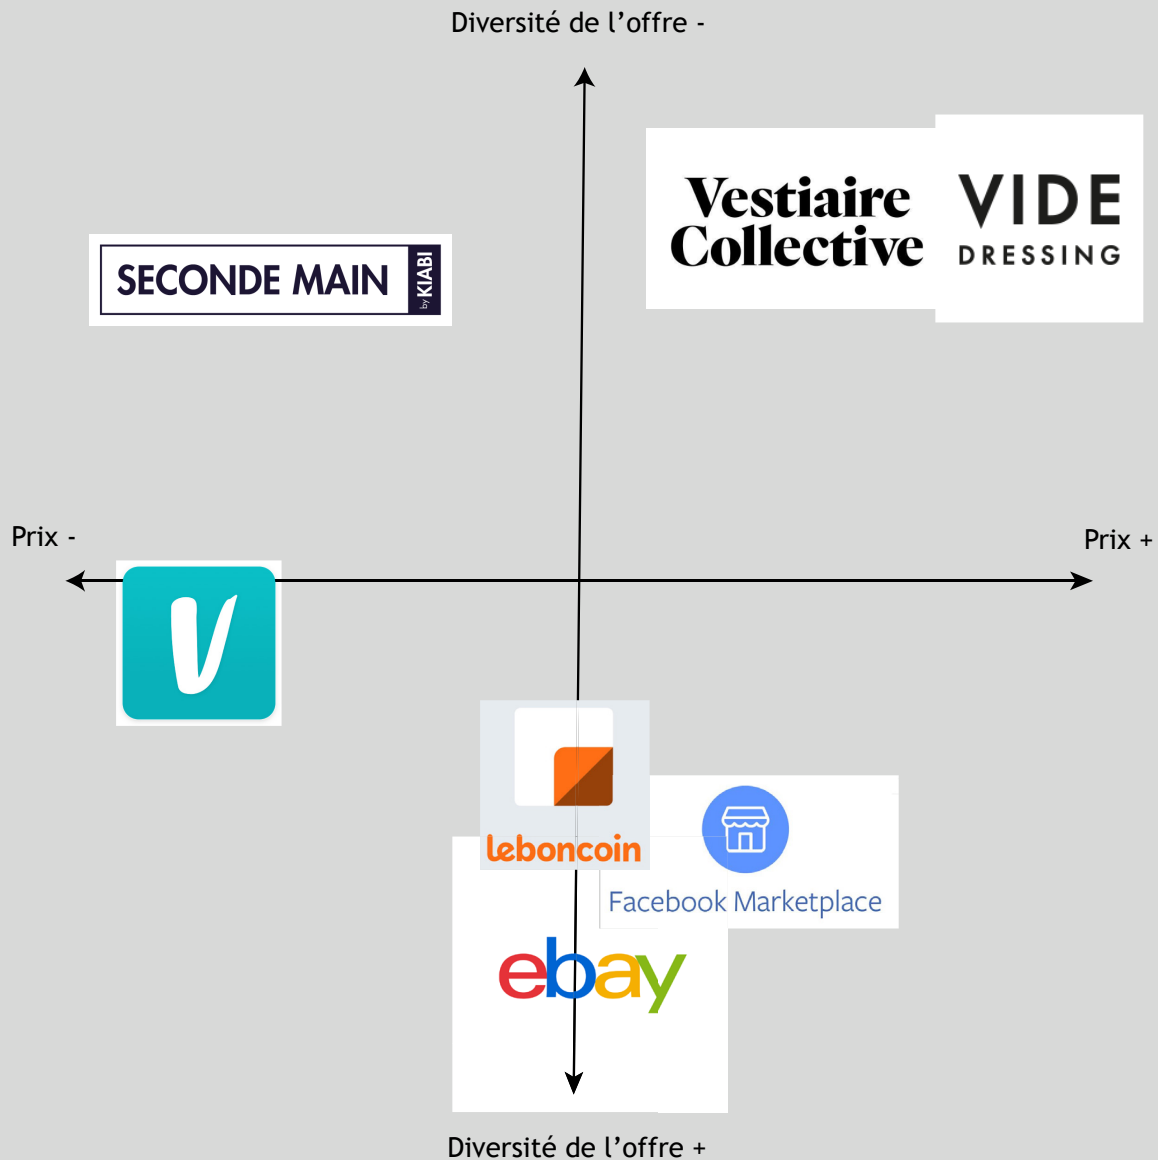 Diversité de l’offre -
Vestiaire
Collective
VIDE
DRESSING
SECONDE MAIN
by KIABI
Prix -
Prix +
V
leboncoin
Facebook Marketplace
ebay
Diversité de l’offre +